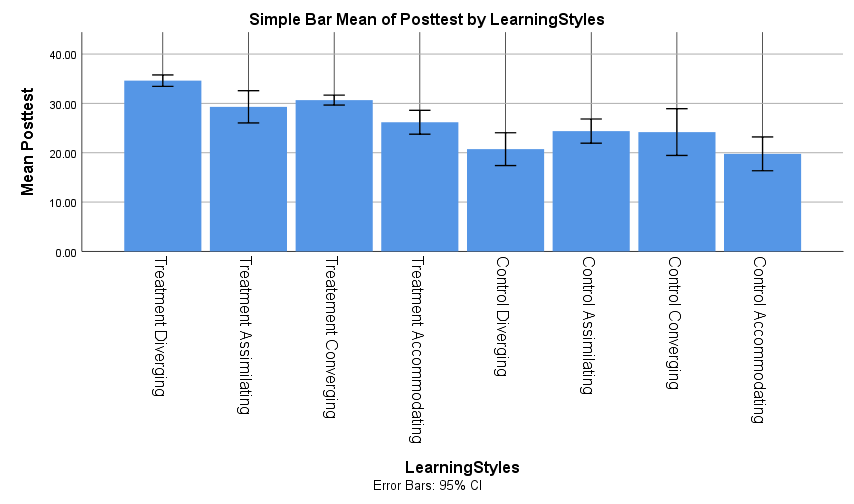 Simple Bar Mean of Posttest by LearningStyles
Mean Posttest
40.00
30.00
20.00
10.00
0.00
Treatment Diverging
Treatment Assimilating
Treatement Converging
Treatment Accommodating
Control Diverging
Control Assimilating
Control Converging
Control Accommodating
LearningStyles
Error Bars: 95% CI